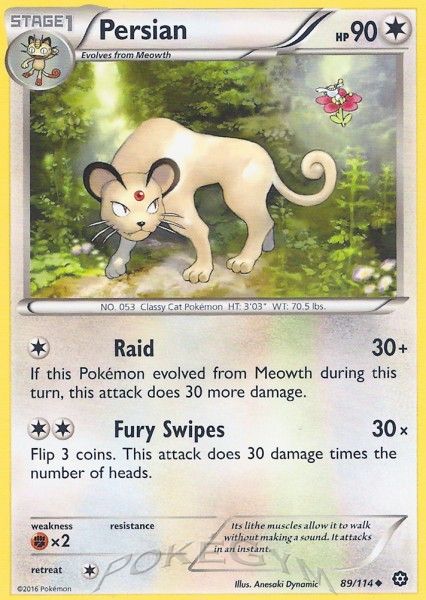 STAGE1
Persian
HP 90
Evolves from Meowth
NO. 053 Classy Cat Pokémon HT: 3'03" WT: 70.5 lbs.
Raid 30+
If this Pokémon evolved from Meowth during this
turn, this attack does 30 more damage.
Fury Swipes 30×
Flip 3 coins. This attack does 30 damage times the
number of heads.
weakness resistance
×2
Its lithe muscles allow it to walk
without making a sound. It attacks
in an instant.
retreat
POKÉGYM
©2016 Pokémon
Illus. Anesaki Dynamic
89/114